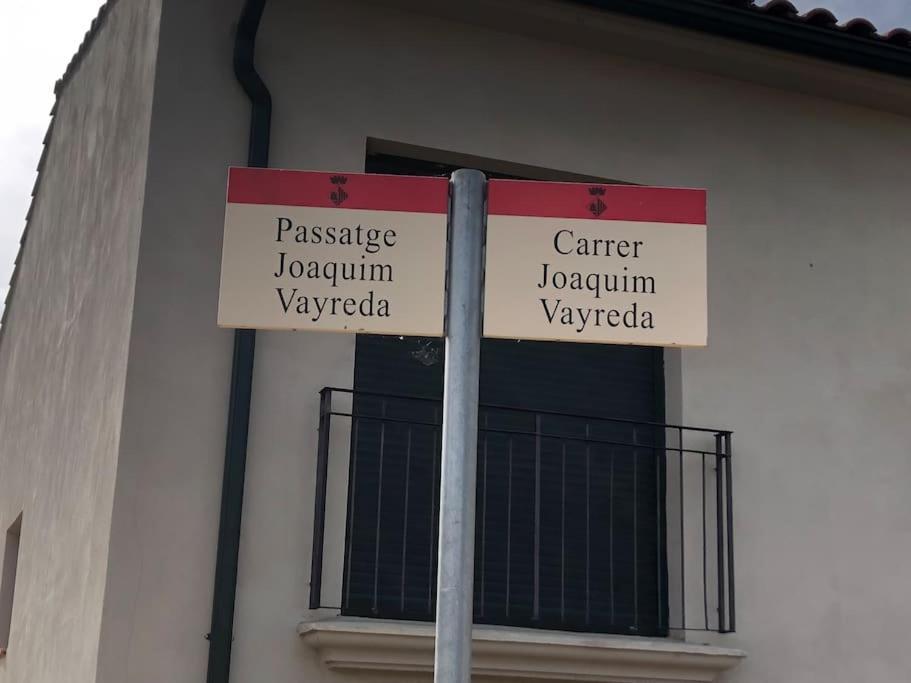 Passatge
Joaquim
Vayreda
Carrer
Joaquim
Vayreda